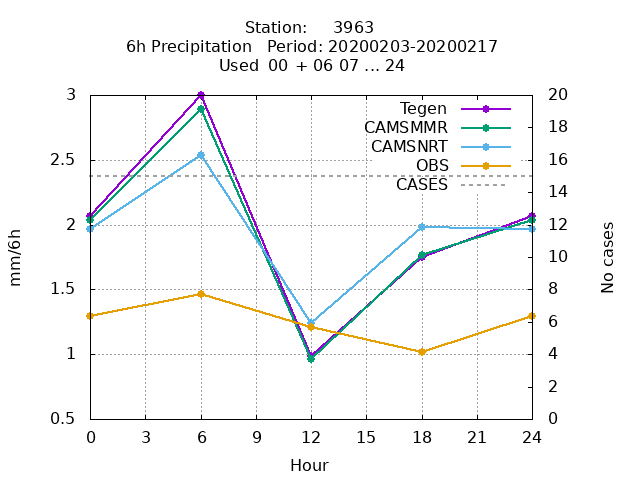 Station: 3963
6h Precipitation Period: 20200203-20200217
Used 00 + 06 07 ... 24
3
2.5
2
1.5
1
0.5
mm/6h
Tegen
CAMSMMR
CAMSNRT
OBS
CASES
20
18
16
14
12
10
8
6
4
2
0
No cases
0 3 6 9 12 15 18 21 24
Hour